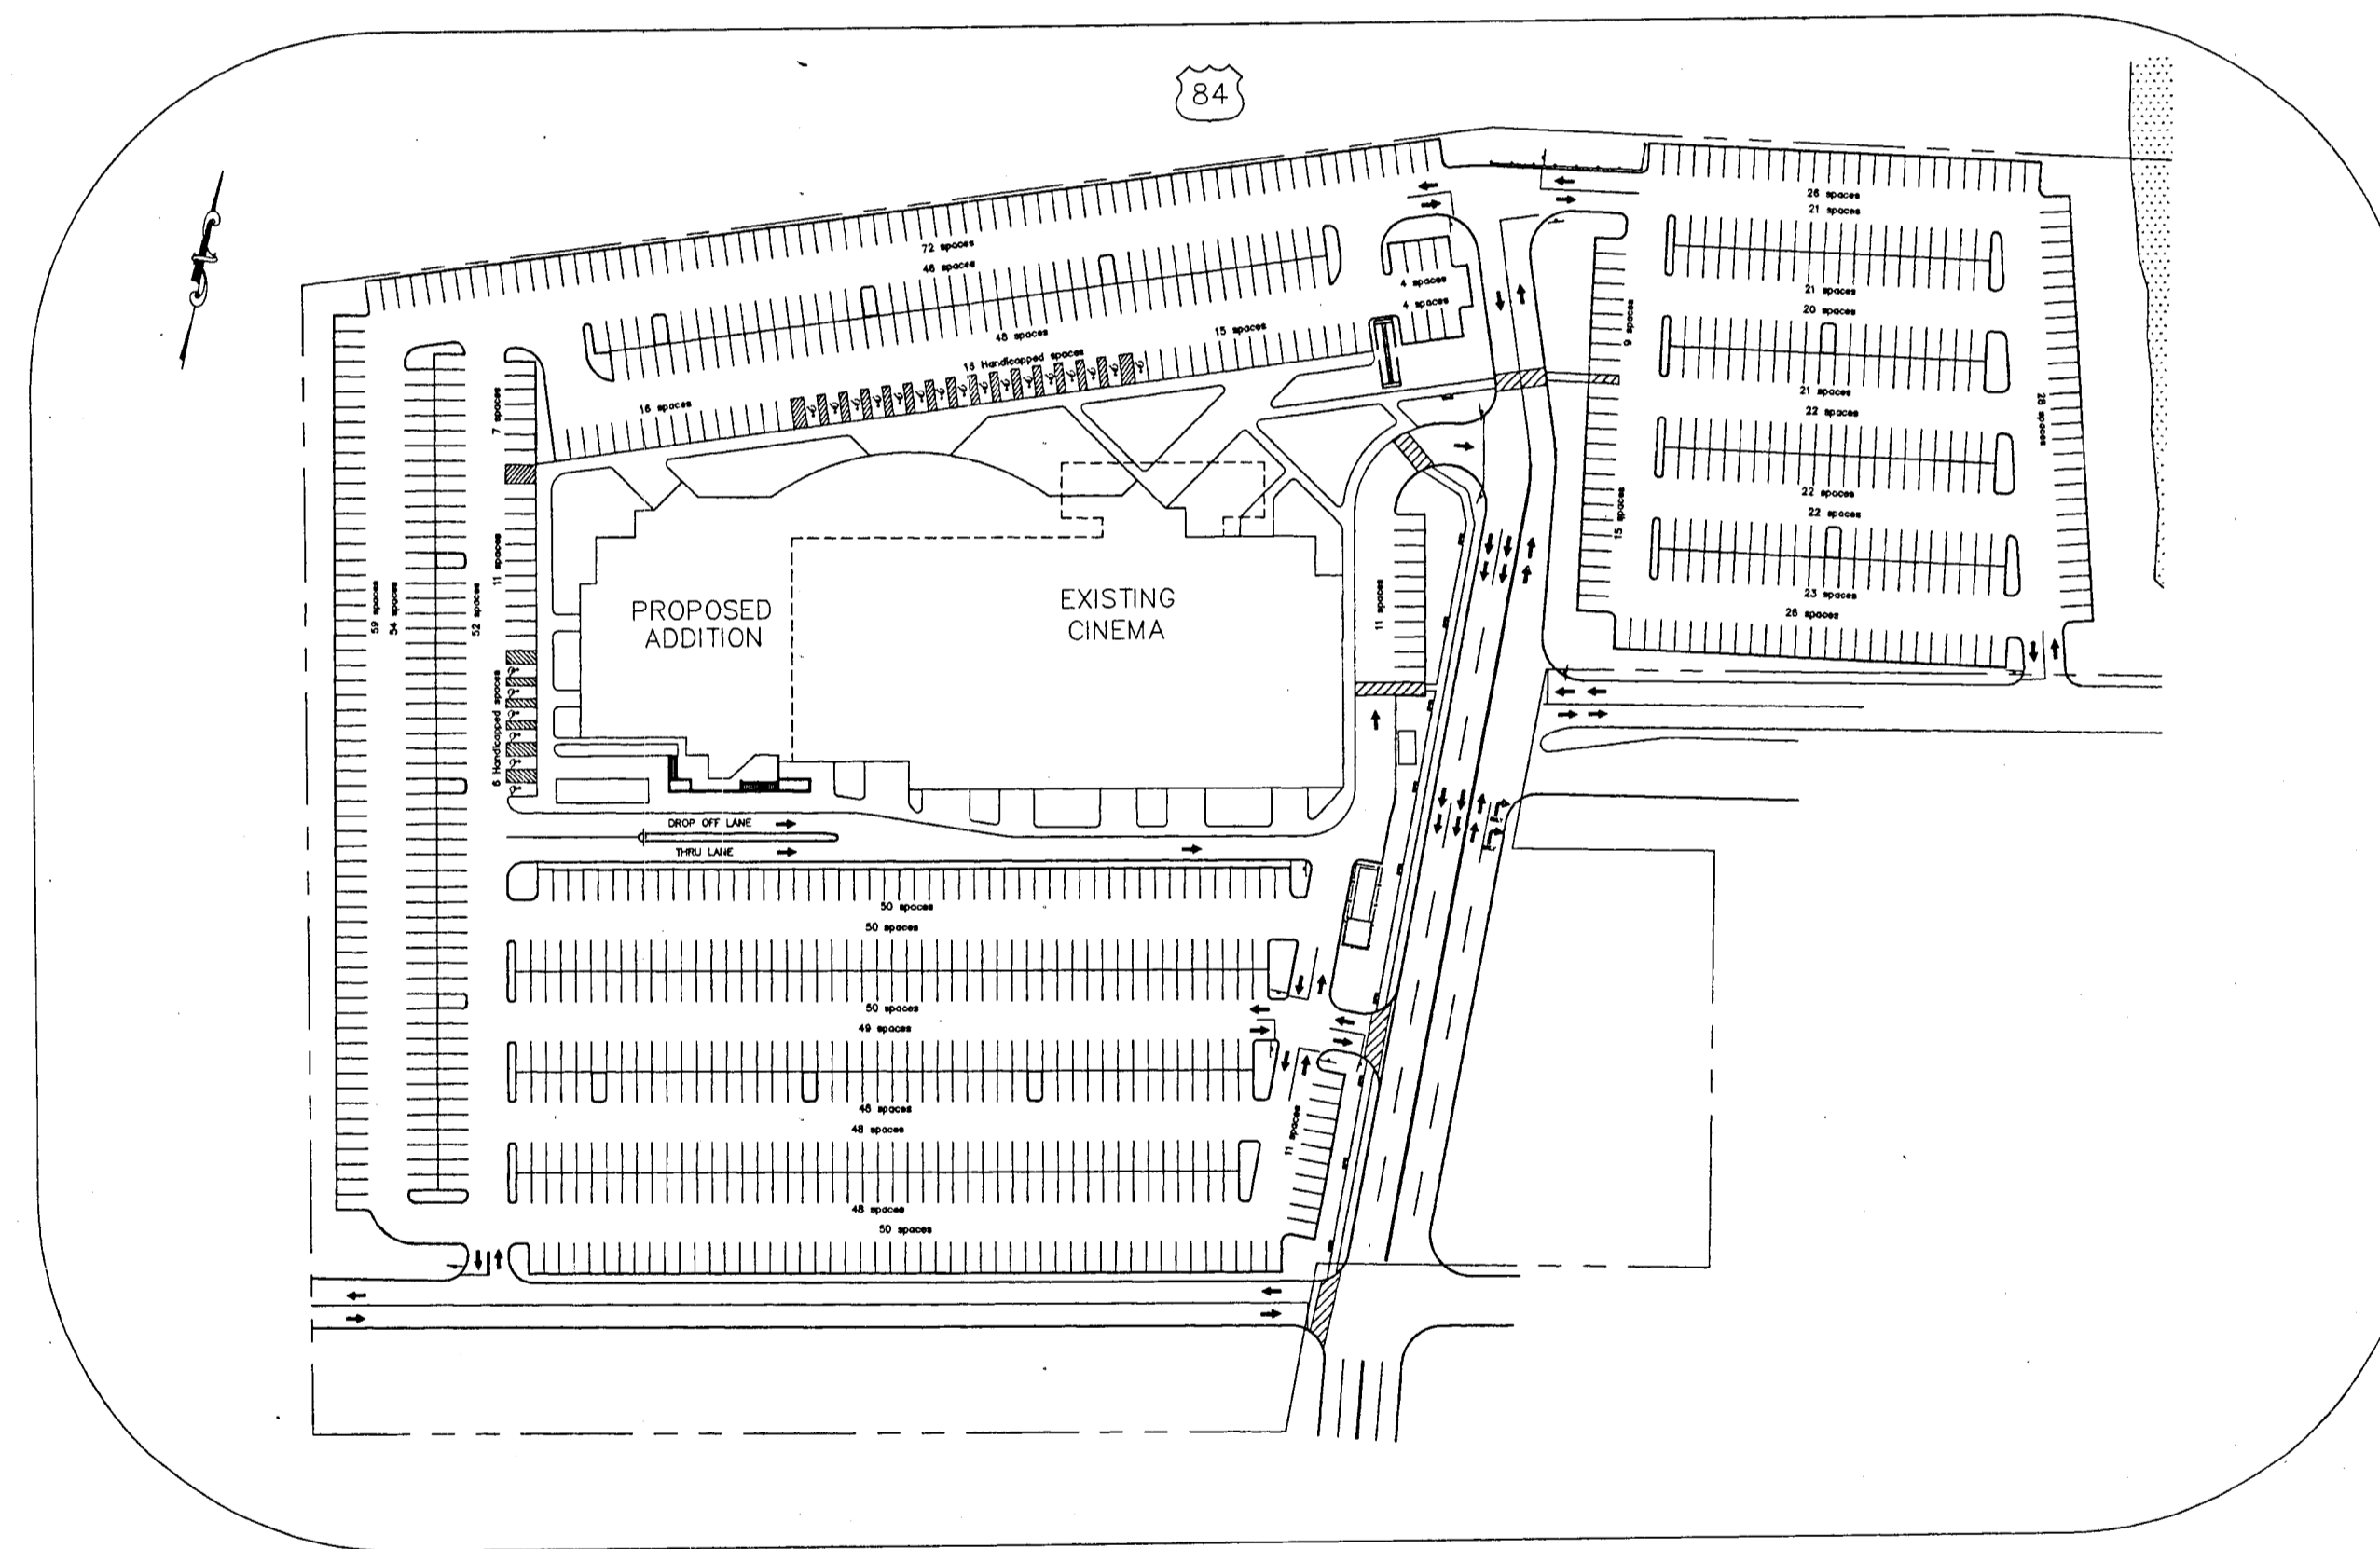 84
26 spaces
21 spaces
72 spaces
46 spaces
4 spaces
21 spaces
4 spaces
20 spaces
9 spaces
15 spaces
48 spaces
16 Handicapped spaces
21 spaces
16 spaces
7 spaces
22 spaces
28 spaces
22 spaces
22 spaces
15 spaces
11 spaces
59 spaces
54 spaces
52 spaces
PROPOSED
ADDITION
EXISTING
CINEMA
11 spaces
23 spaces
26 spaces
6 Handicapped spaces
DROP OFF LANE
THRU LANE
50 spaces
50 spaces
50 spaces
49 spaces
46 spaces
48 spaces
11 spaces
48 spaces
50 spaces